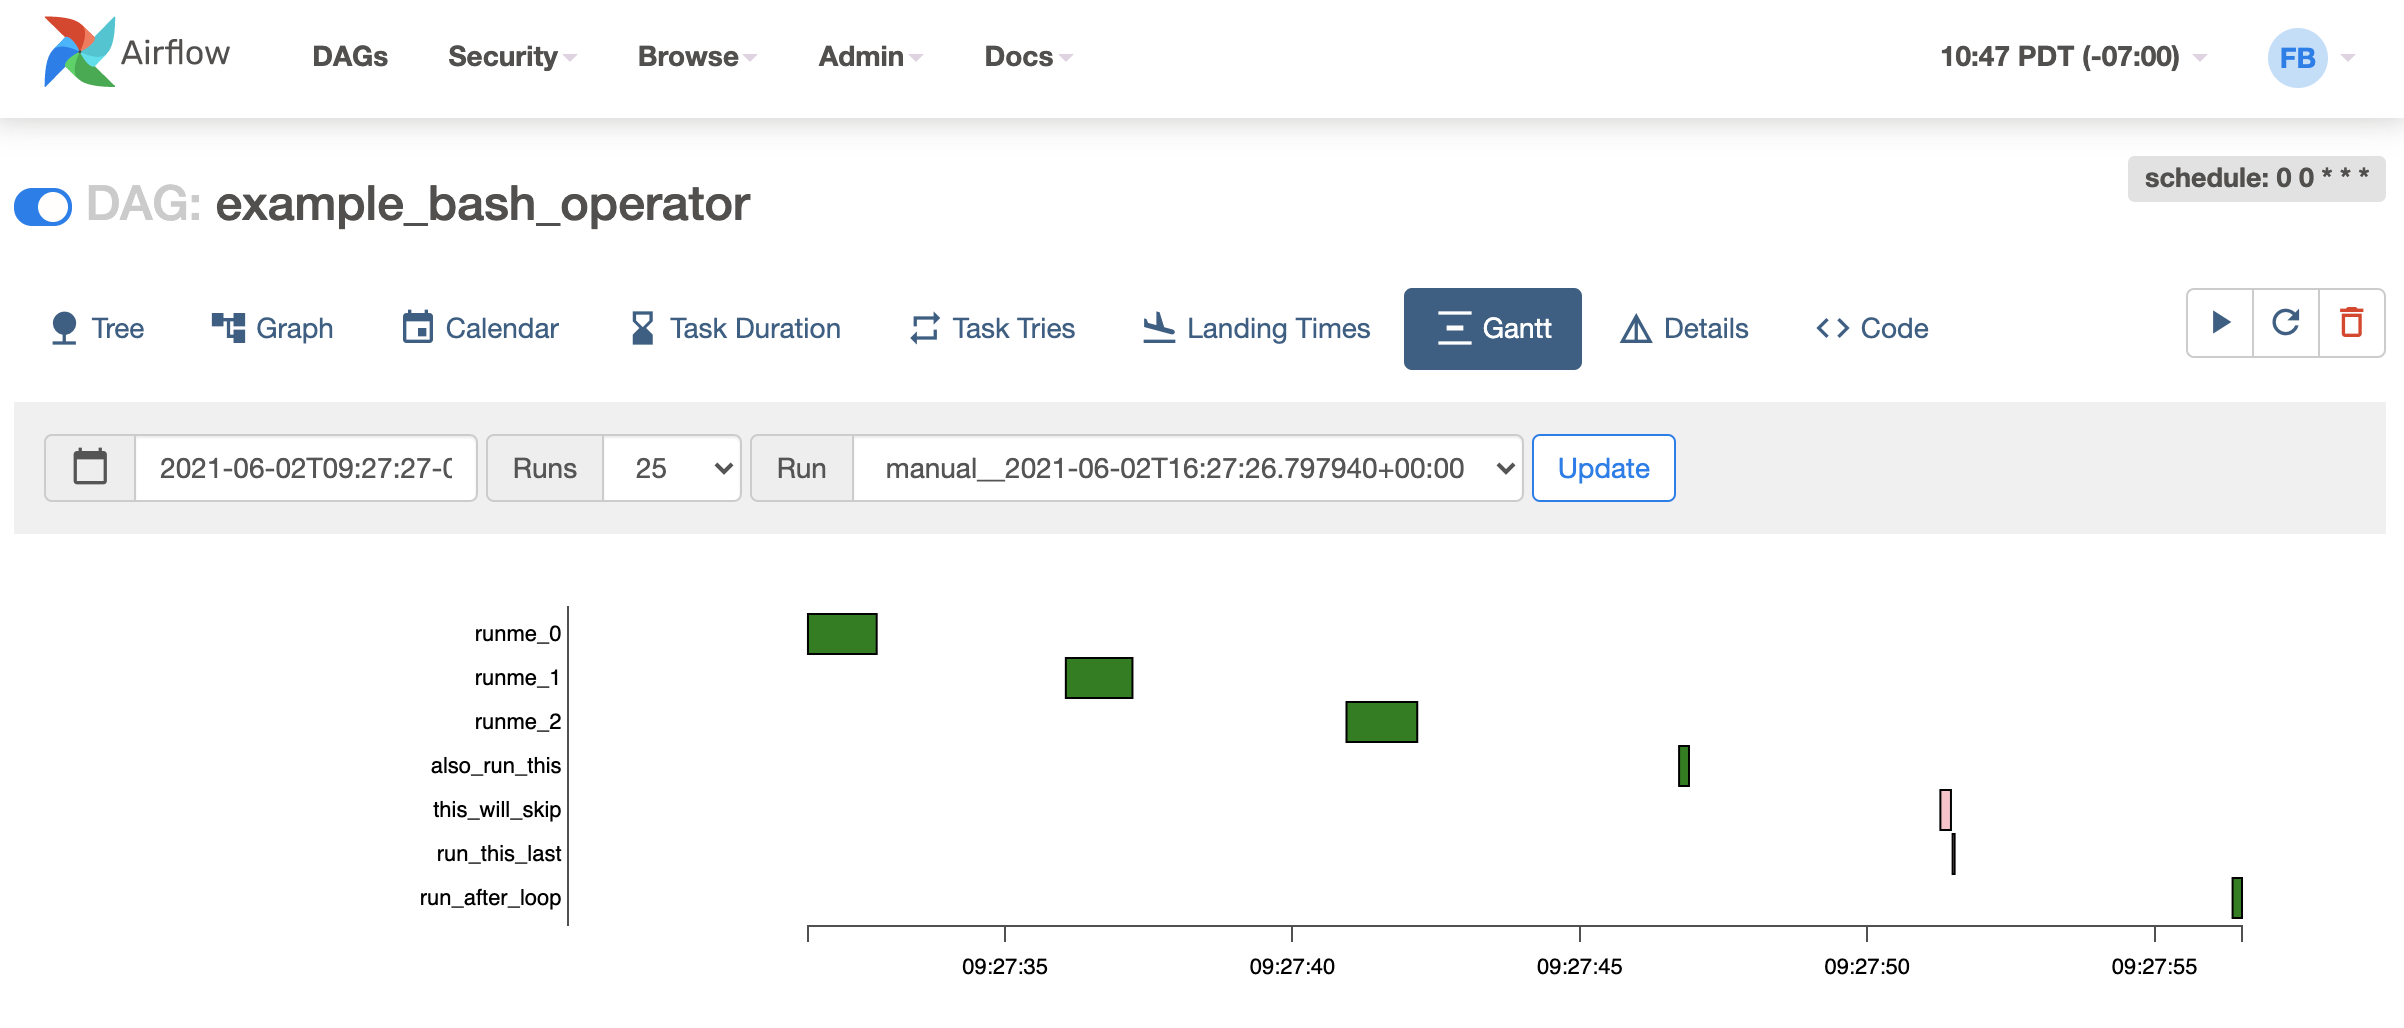 Airflow DAGs Security Browse Admin Docs 10:47 PDT (-07:00) FB
schedule: 0 0 * * *
DAG: example_bash_operator
Tree Graph Calendar Task Duration Task Tries Landing Times Gantt Details Code
2021-06-02T09:27:27- Runs 25 Run manual__2021-06-02T16:27:26.797940+00:00 Update
runme_0
runme_1
runme_2
also_run_this
this_will_skip
run_this_last
run_after_loop
09:27:35 09:27:40 09:27:45 09:27:50 09:27:55